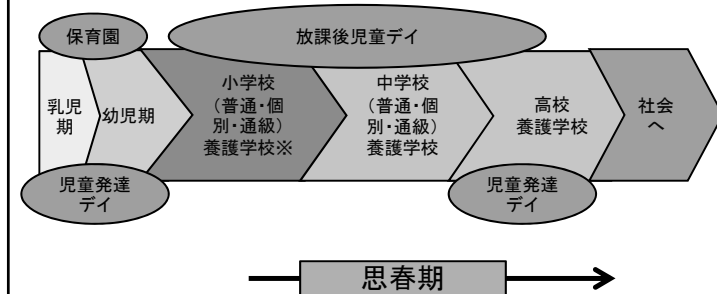 保育園
放課後児童デイ
乳児
期
幼児期
小学校
（普通・個
別・通級）
養護学校※
中学校
（普通・個
別・通級）
養護学校
高校
養護学校
社会
へ
児童発達
デイ
児童発達
デイ
思春期